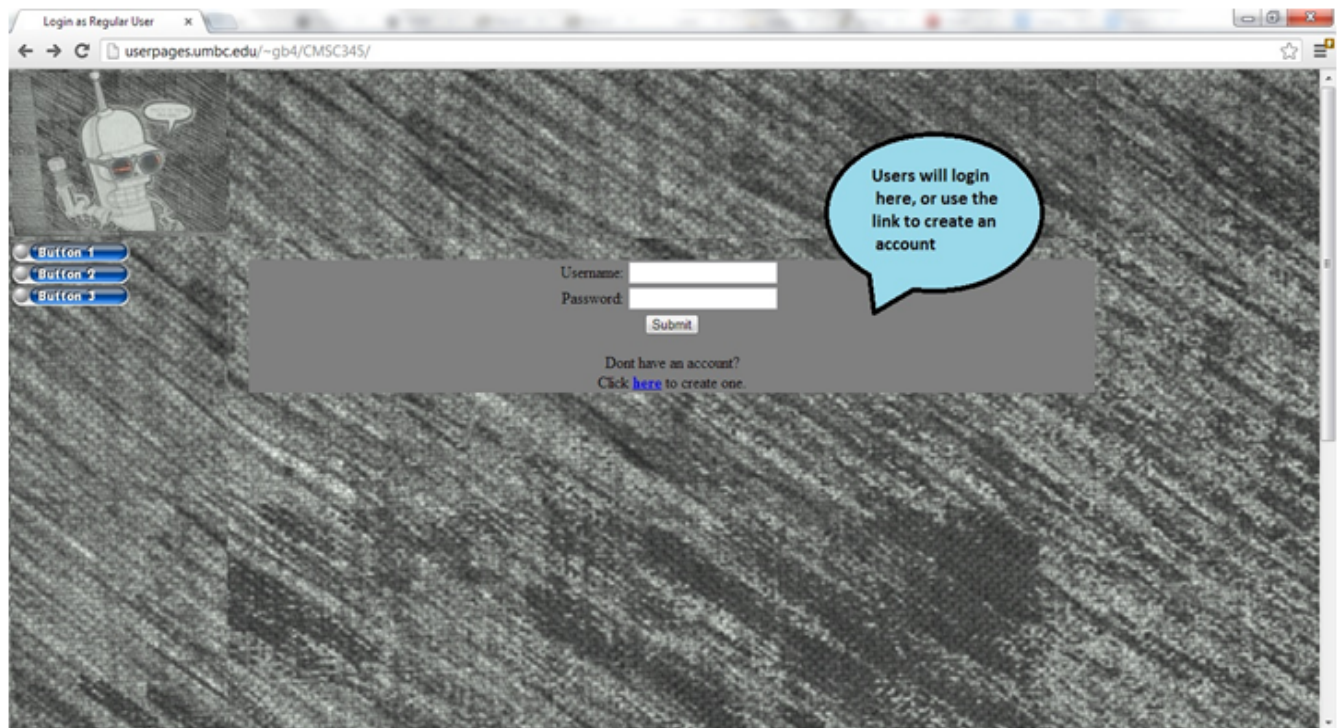 Login as Regular User
userpages.umbc.edu/~gb4/CMSC345/
Users will login
here, or use the
link to create an
account
Button 1
Button 2
Button 3
Username:
Password:
Submit
Dont have an account?
Click here to create one.